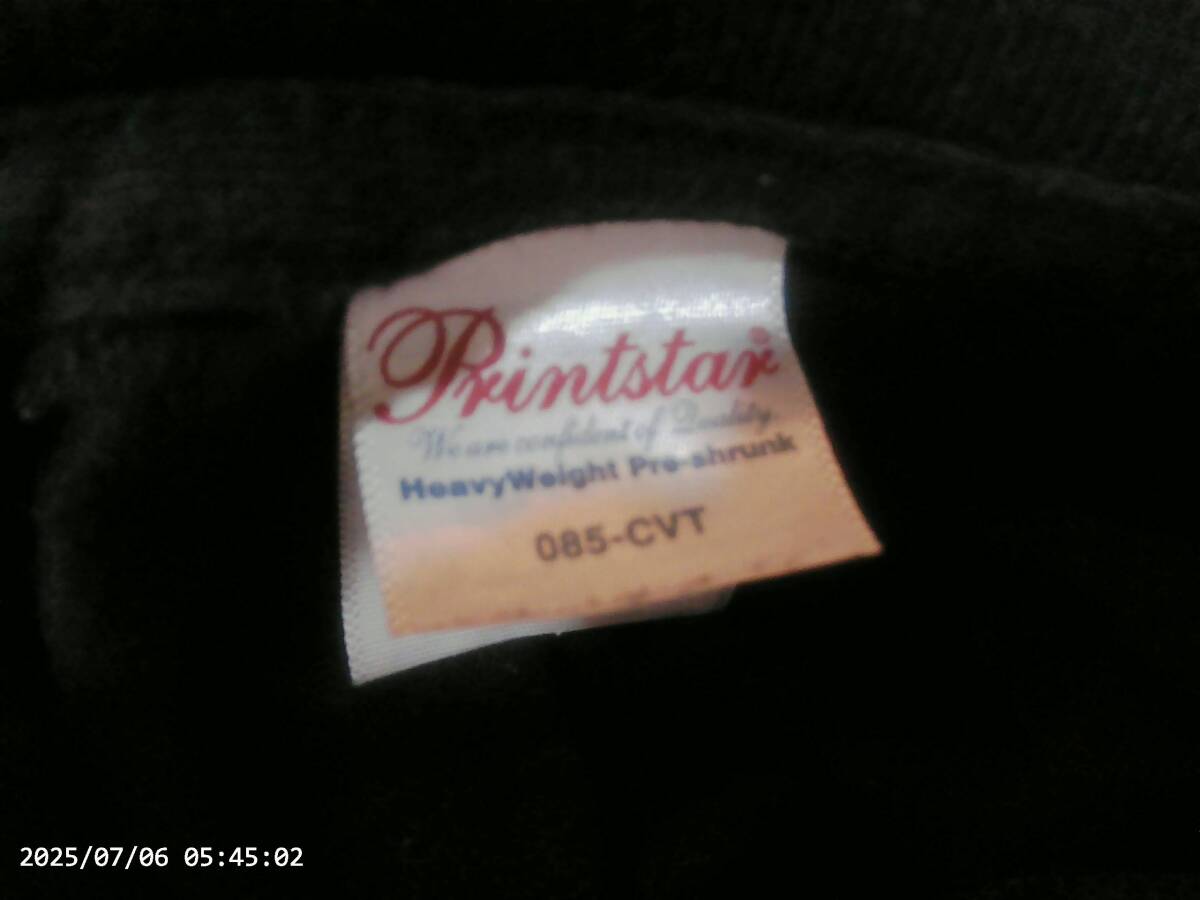 Printstar®
We are confident of Quality.
HeavyWeight Pre-shrunk
085-CVT
2025/07/06 05:45:02